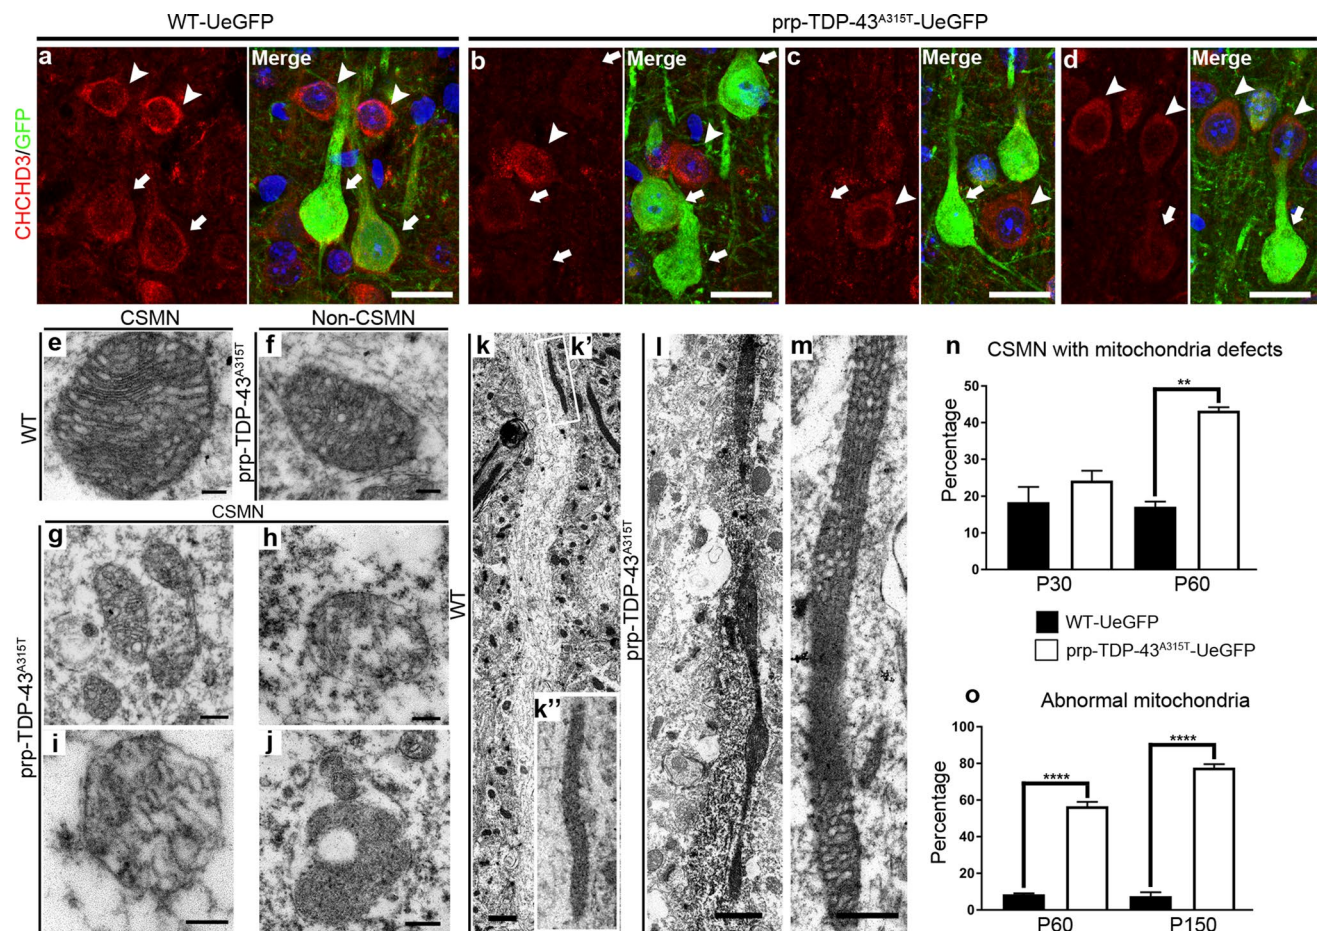 WT-UeGFP
prp-TDP-43A315T-UeGFP
CHCHD3/GFP
a
Merge
b
Merge
c
Merge
d
Merge
CSMN
Non-CSMN
WT
e
prp-TDP-43A315T
f
CSMN
prp-TDP-43A315T
g
h
i
j
WT
k
k’
k’’
prp-TDP-43A315T
l
m
n
CSMN with mitochondria defects
Percentage
50
40
30
20
10
0
**
P30
P60
WT-UeGFP
prp-TDP-43A315T-UeGFP
o
Abnormal mitochondria
Percentage
100
80
60
40
20
0
****
****
P60
P150